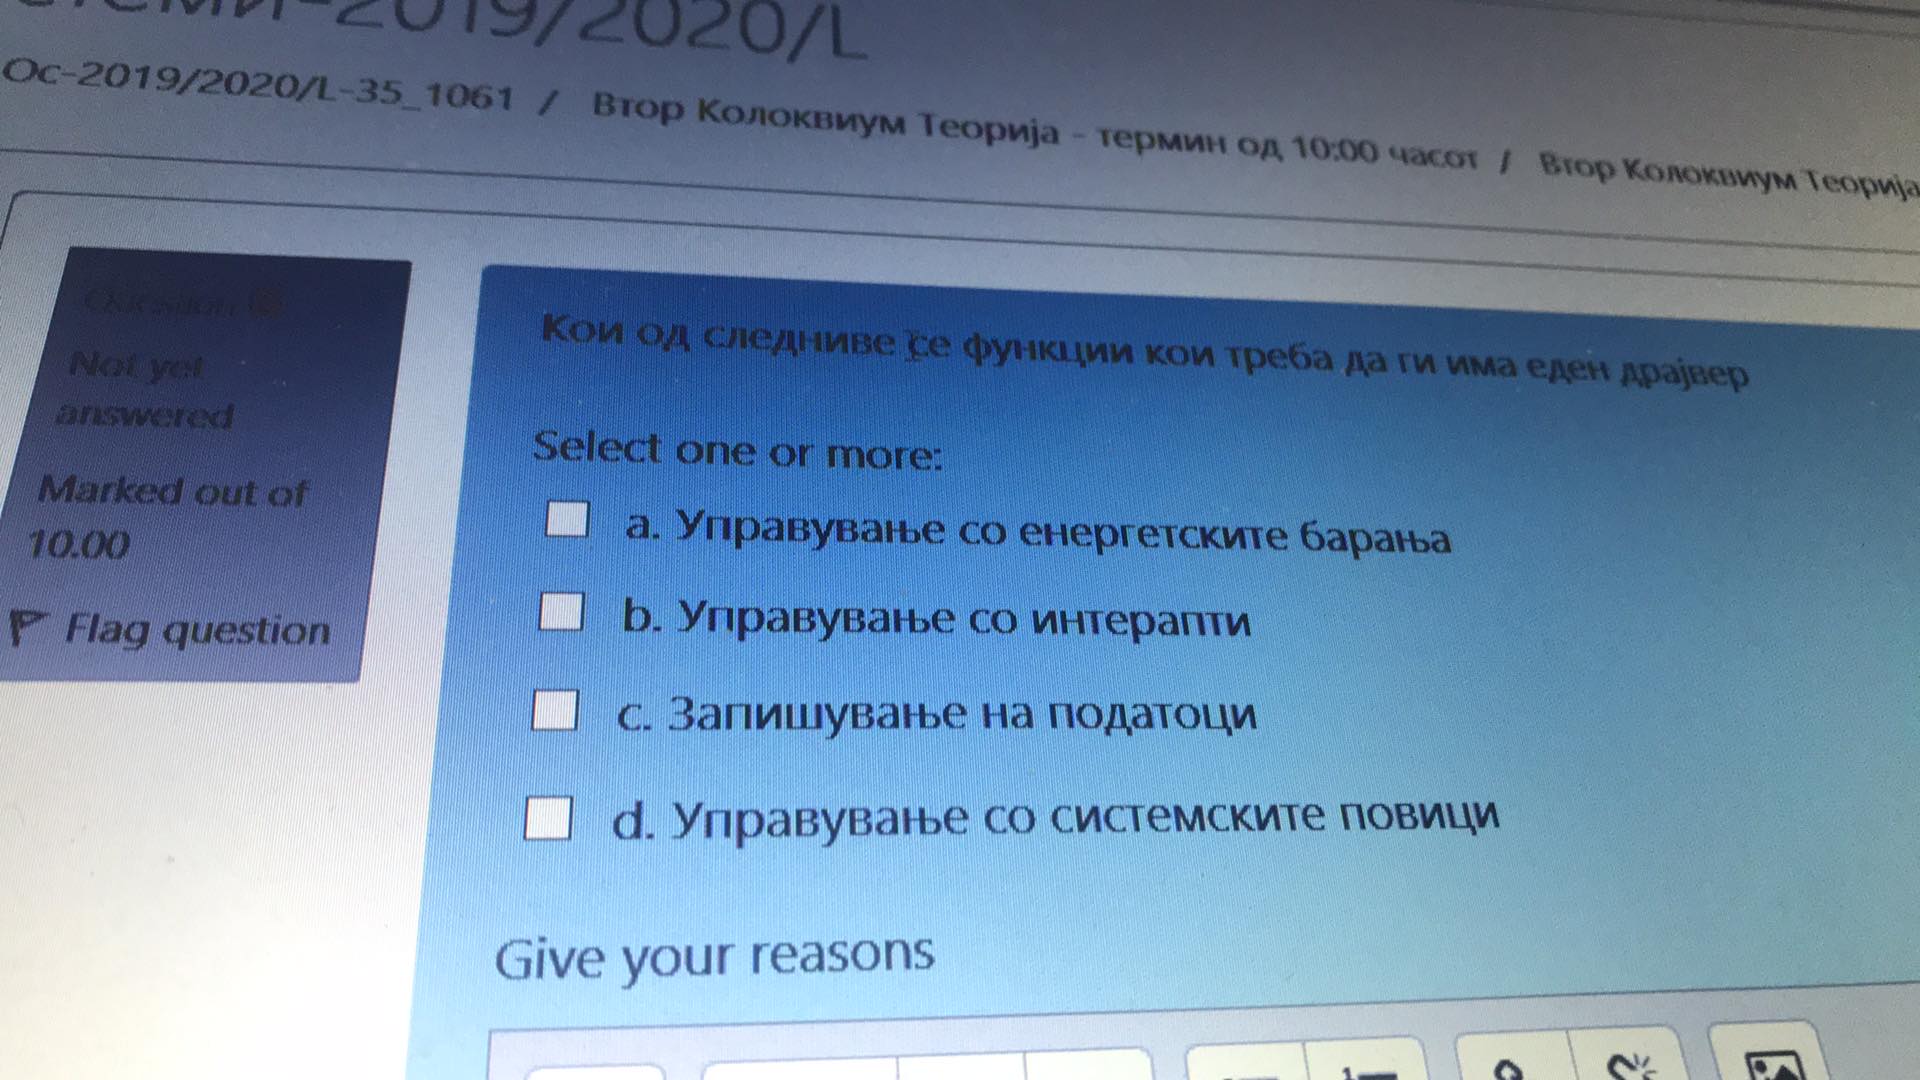 стеми-2019/2020/L
Ос-2019/2020/L-35_1061 / Втор Колоквиум Теорија - термин од 10:00 часот / Втор Колоквиум Теорија
Not yet
answered
Marked out of
10.00
Flag question
Кои од следниве се функции кои треба да ги има еден драјвер
Select one or more:
a. Управување со енергетските барања
b. Управување со интерапти
c. Запишување на податоци
d. Управување со системските повици
Give your reasons